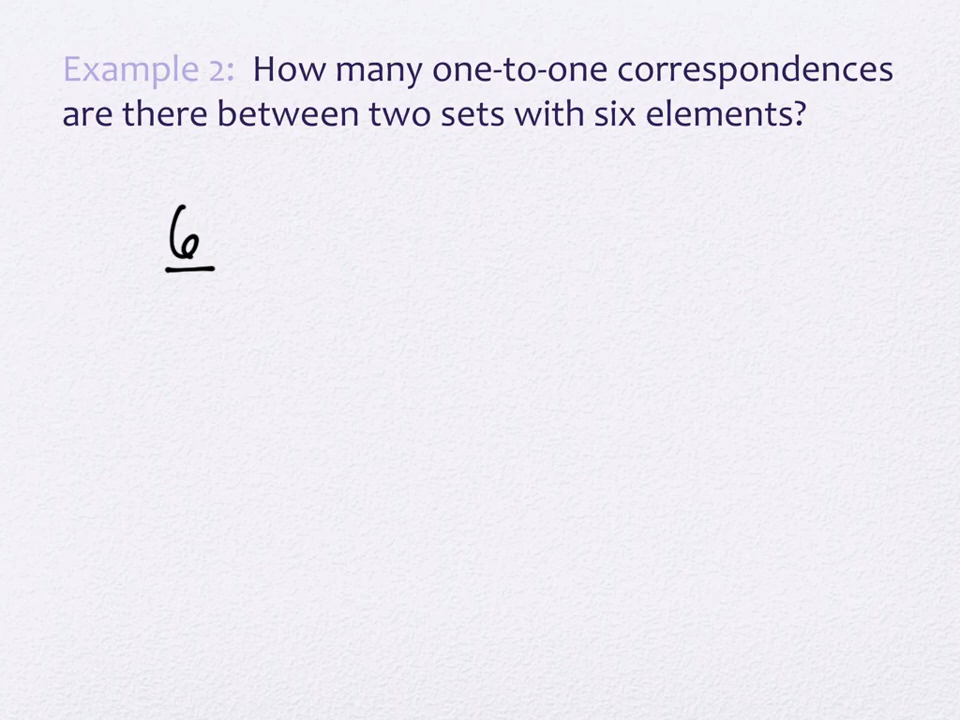 Example 2: How many one-to-one correspondences
are there between two sets with six elements?
6